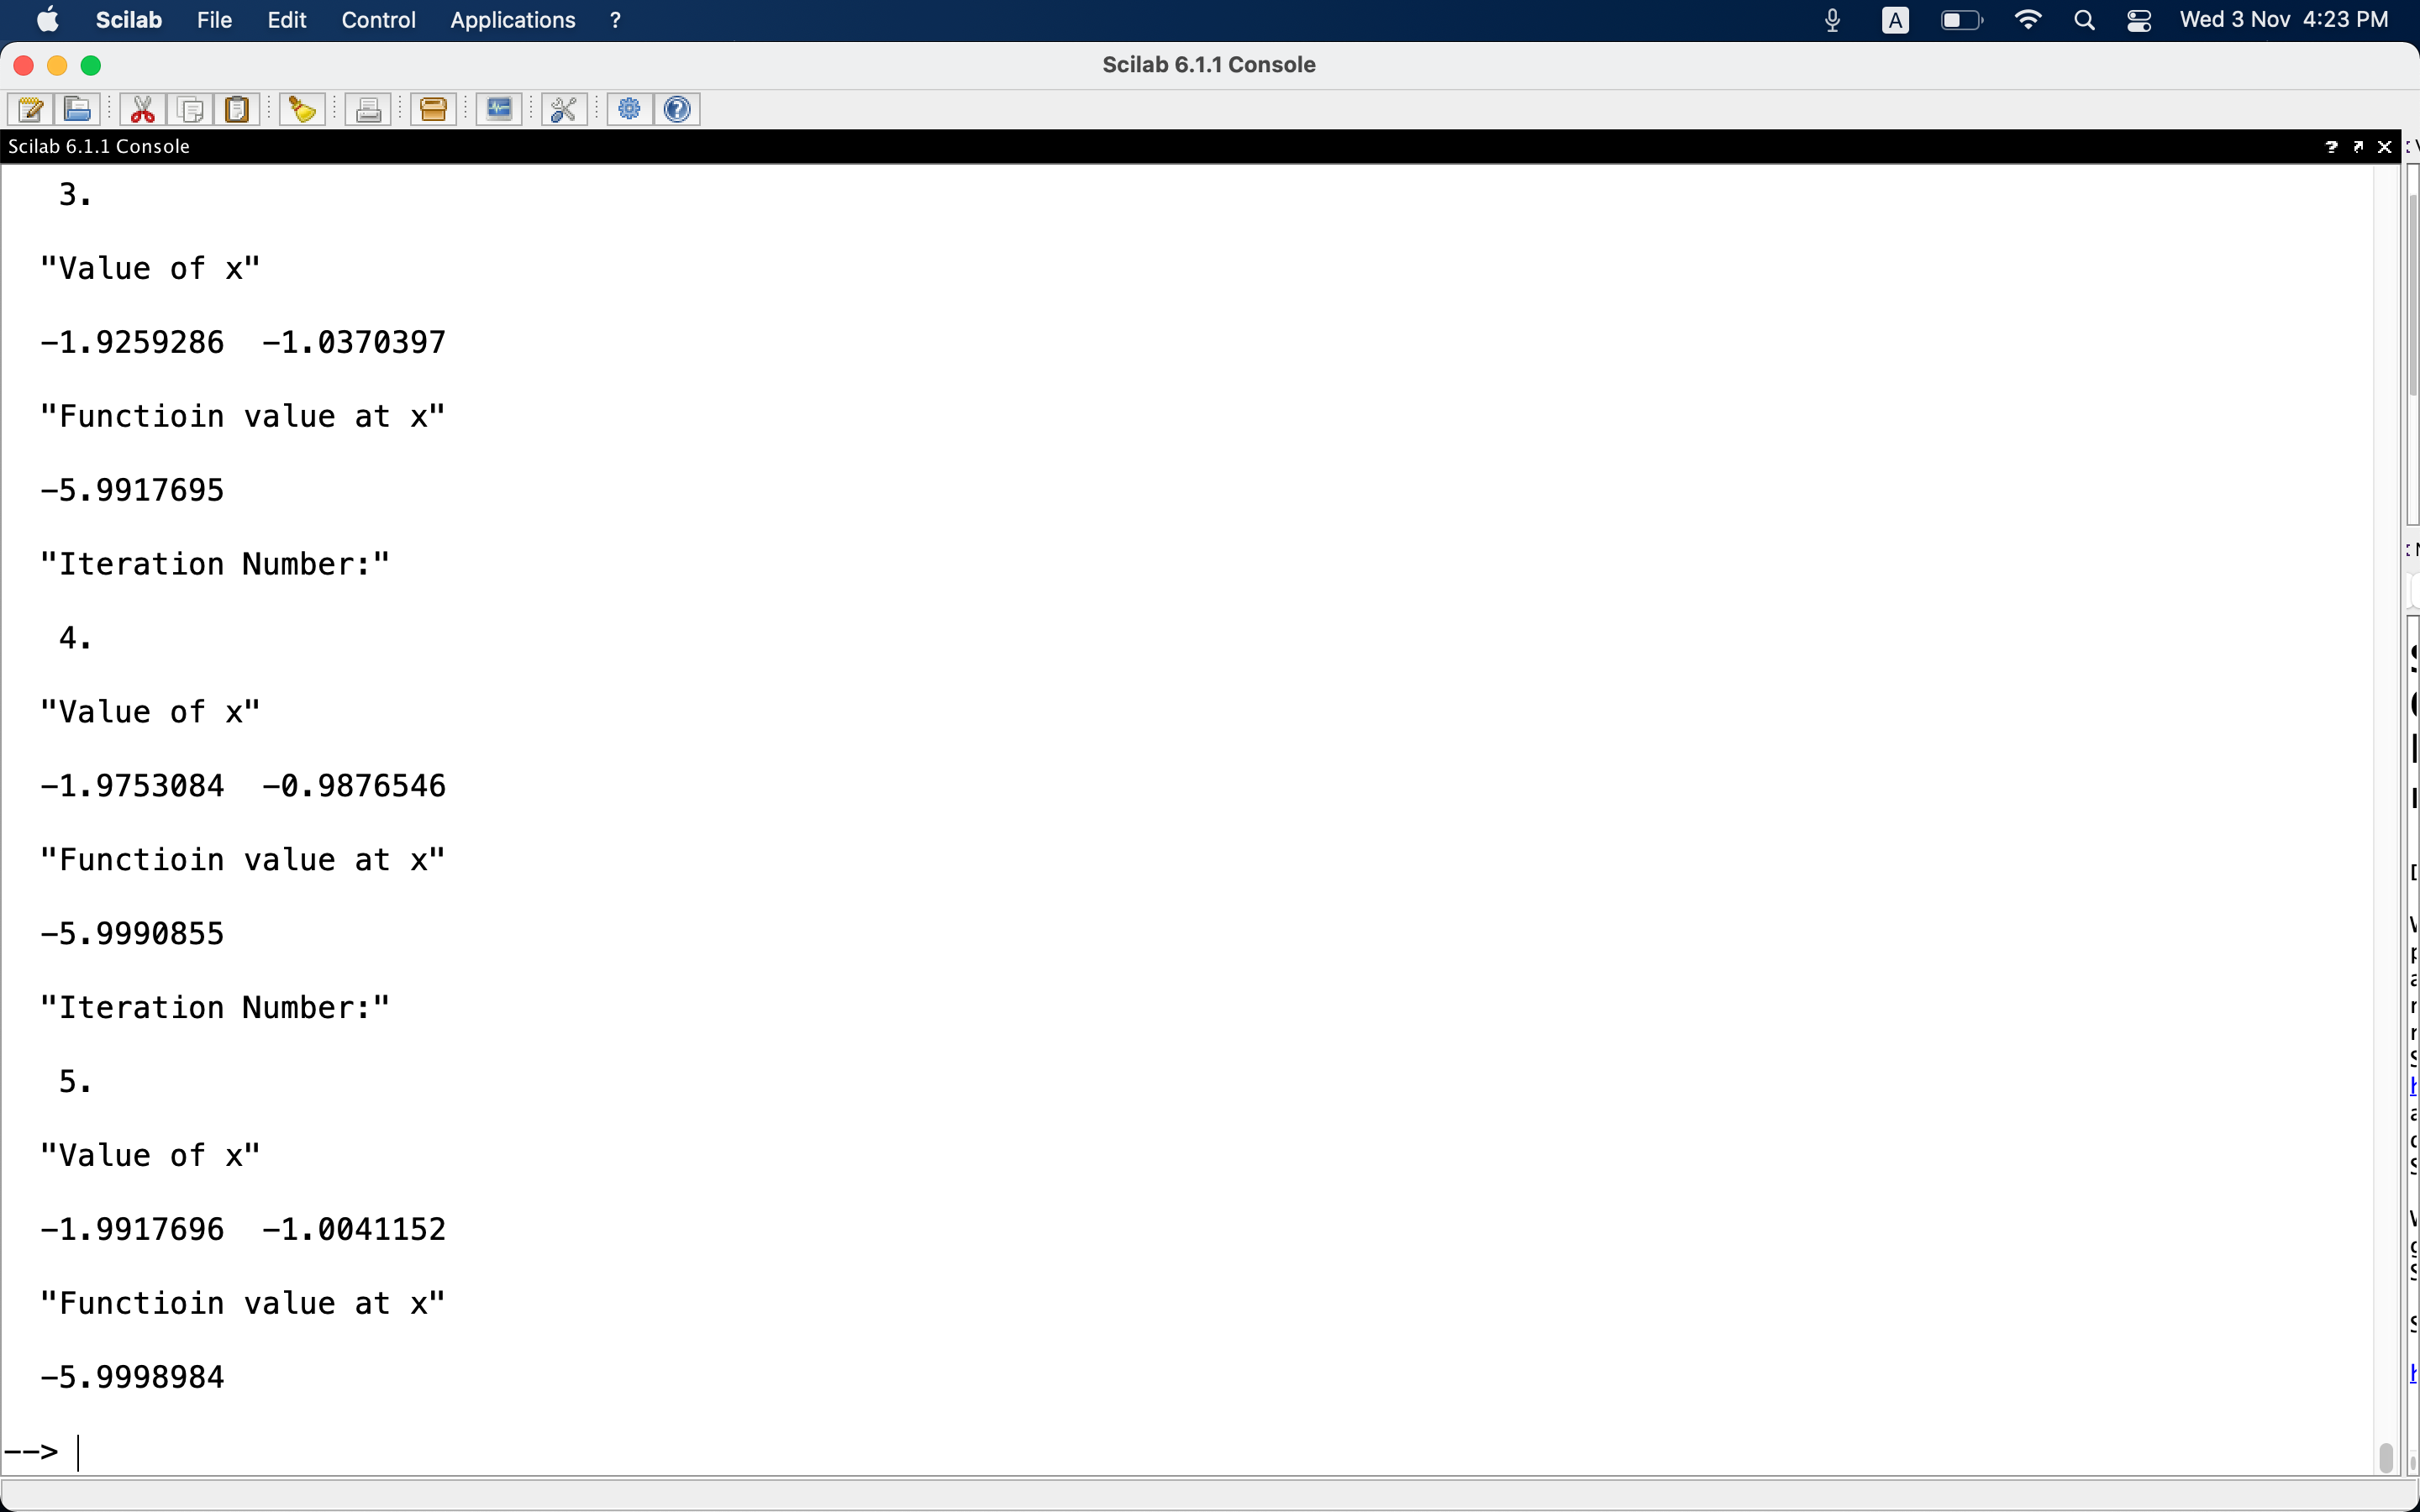 Scilab File Edit Control Applications ? A Wed 3 Nov 4:23 PM
Scilab 6.1.1 Console
Scilab 6.1.1 Console
3.
"Value of x"
-1.9259286 -1.0370397
"Functioin value at x"
-5.9917695
"Iteration Number:"
4.
"Value of x"
-1.9753084 -0.9876546
"Functioin value at x"
-5.9990855
"Iteration Number:"
5.
"Value of x"
-1.9917696 -1.0041152
"Functioin value at x"
-5.9998984
-->